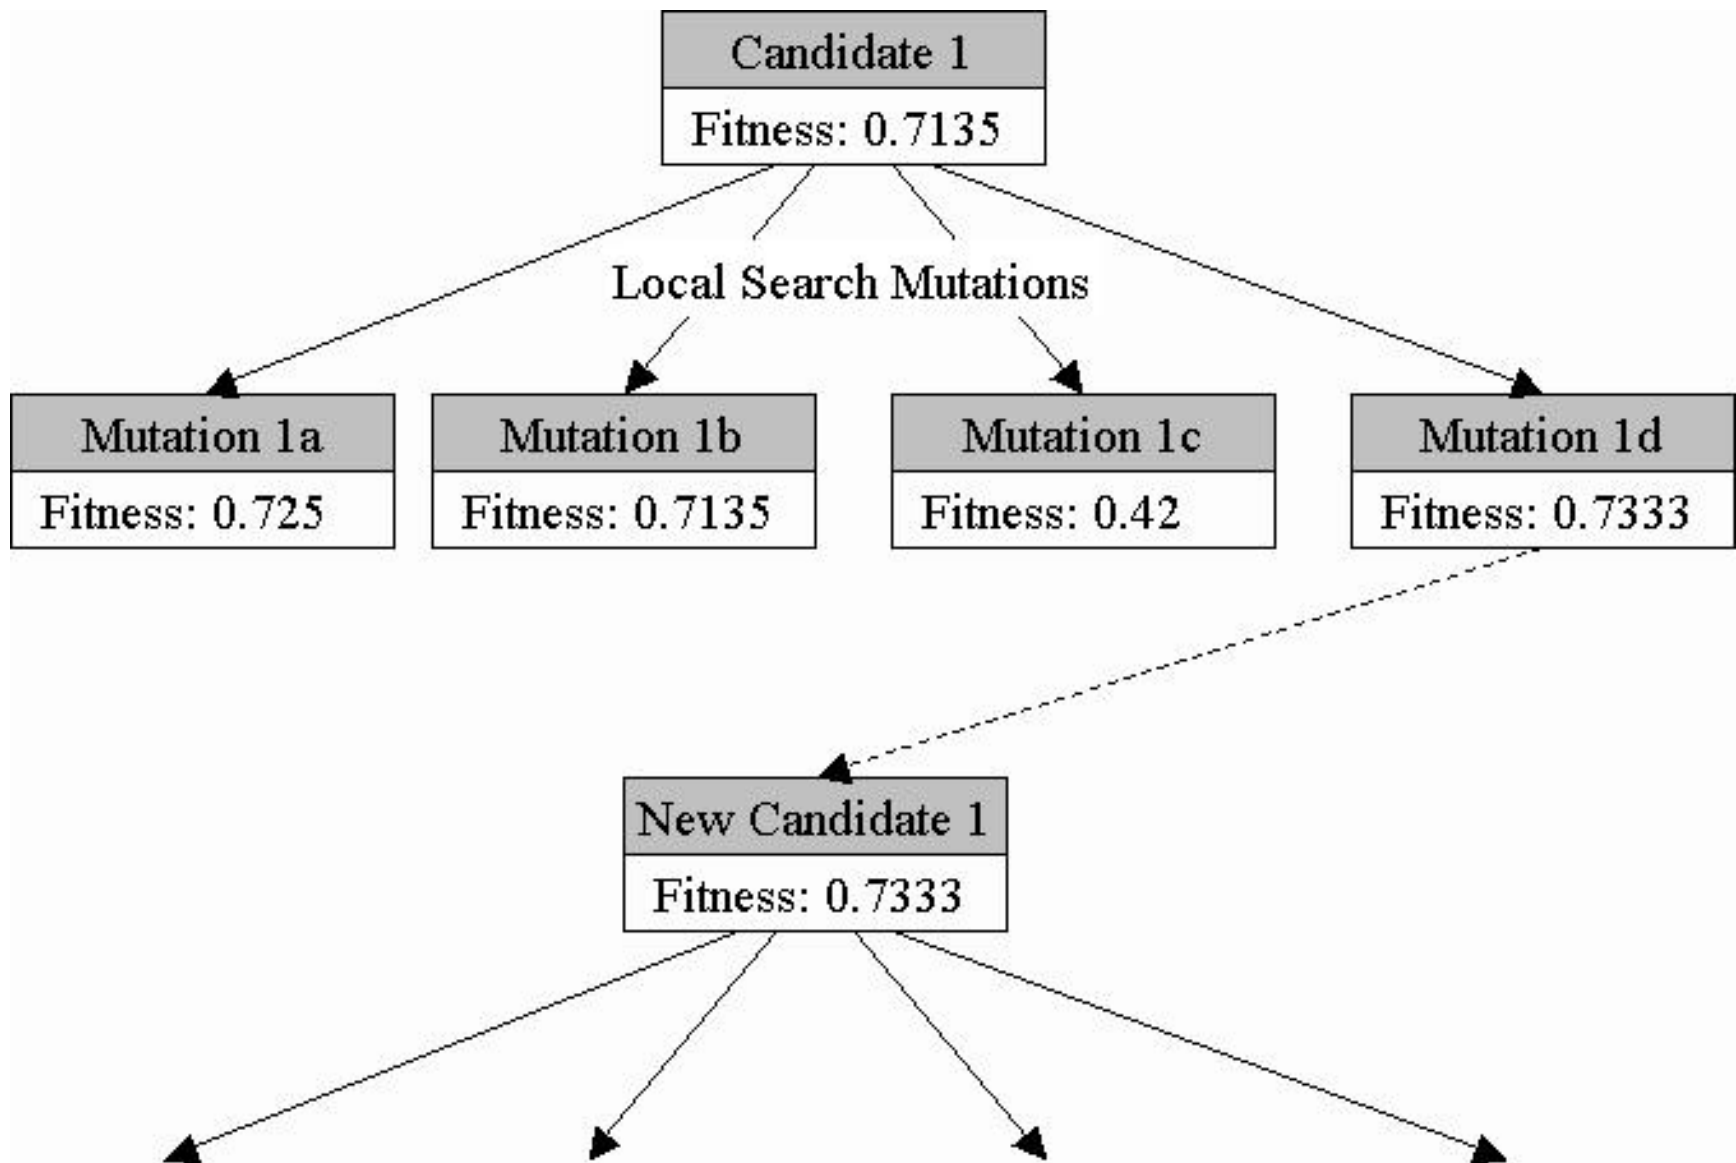 Candidate 1
Fitness: 0.7135
Local Search Mutations
Mutation 1a
Fitness: 0.725
Mutation 1b
Fitness: 0.7135
Mutation 1c
Fitness: 0.42
Mutation 1d
Fitness: 0.7333
New Candidate 1
Fitness: 0.7333